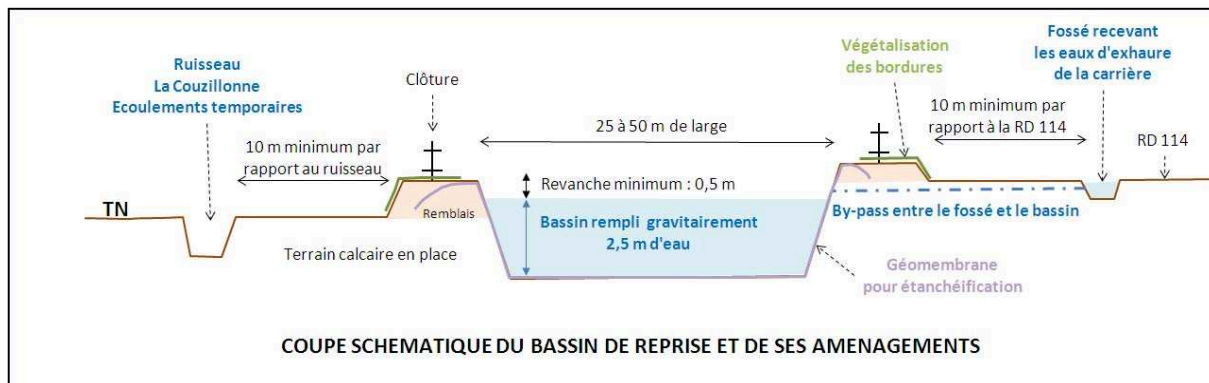 Ruisseau
La Couzillonne
Ecoulements temporaires
Clôture
Végétalisation
des bordures
Fossé recevant
les eaux d'exhaure
de la carrière
10 m minimum par
rapport au ruisseau
25 à 50 m de large
10 m minimum par
rapport à la RD 114
RD 114
Revanche minimum : 0,5 m
TN
Remblais
Bassin rempli gravitairement
2,5 m d'eau
By-pass entre le fossé et le bassin
Terrain calcaire en place
Géomembrane
pour étanchéification
COUPE SCHEMATIQUE DU BASSIN DE REPRISE ET DE SES AMENAGEMENTS